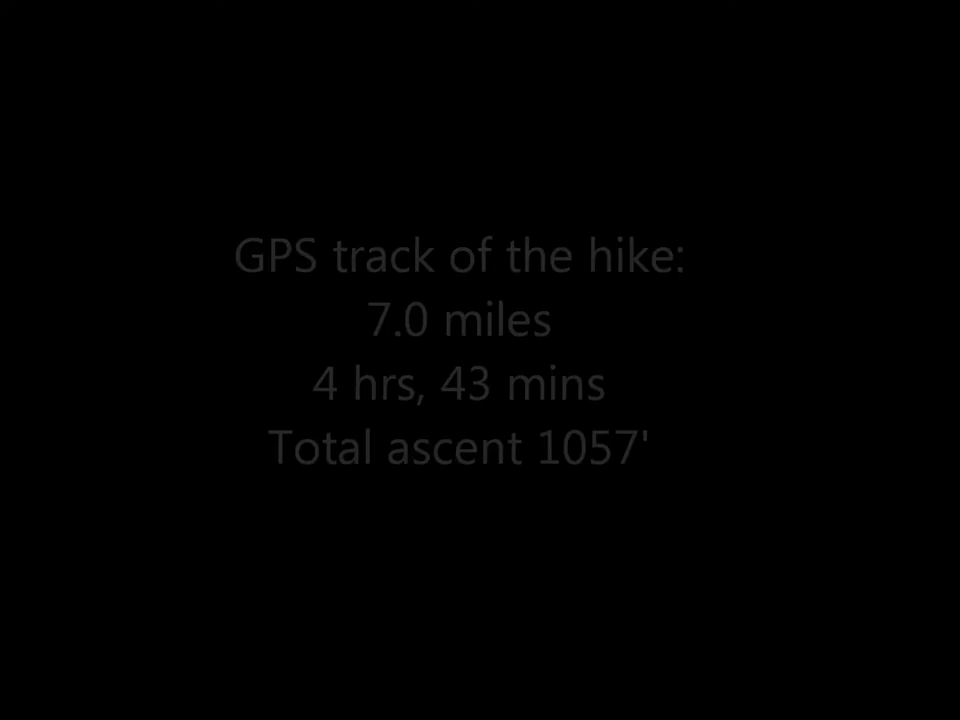 GPS track of the hike:
7.0 miles
4 hrs, 43 mins
Total ascent 1057'